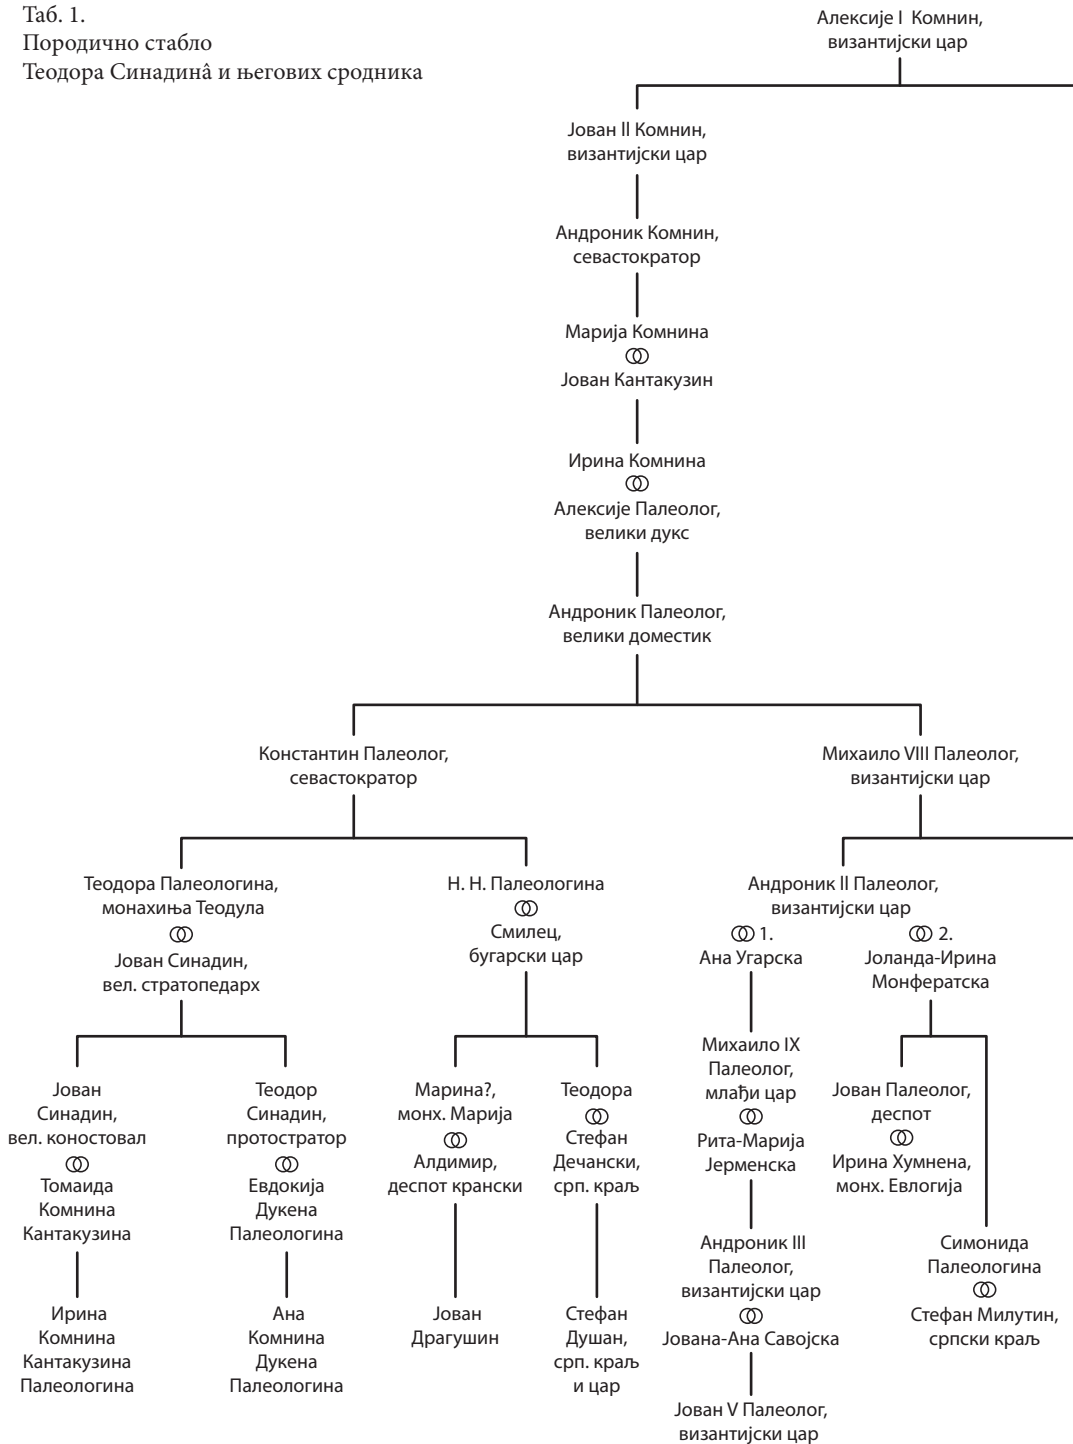 Таб. 1.
Породично стабло
Теодора Синадинâ и његових сродника
Алексије I Комнин,
византијски цар
Јован II Комнин,
византијски цар
Андроник Комнин,
севастократор
Марија Комнина
Јован Кантакузин
Ирина Комнина
Алексије Палеолог,
велики дукс
Андроник Палеолог,
велики доместик
Константин Палеолог,
севастократор
Михаило VIII Палеолог,
византијски цар
Теодора Палеологина,
монахиња Теодула
Јован Синадин,
вел. стратопедарх
Н. Н. Палеологина
Смилец,
бугарски цар
Андроник II Палеолог,
византијски цар
1.
Ана Угарска
2.
Јоланда-Ирина
Монфератска
Јован
Синадин,
вел. коностовал
Томаида
Комнина
Кантакузина
Теодор
Синадин,
протостратор
Евдокија
Дукена
Палеологина
Марина?,
монх. Марија
Алдимир,
деспот крански
Теодора
Стефан
Дечански,
срп. краљ
Михаило IX
Палеолог,
млађи цар
Рита-Марија
Јерменска
Јован Палеолог,
деспот
Ирина Хумнена,
монх. Евлогија
Симонида
Палеологина
Стефан Милутин,
српски краљ
Ирина
Комнина
Кантакузина
Палеологина
Ана
Комнина
Дукена
Палеологина
Јован
Драгушин
Стефан
Душан,
срп. краљ
и цар
Андроник III
Палеолог,
византијски цар
Јована-Ана Савојска
Јован V Палеолог,
византијски цар